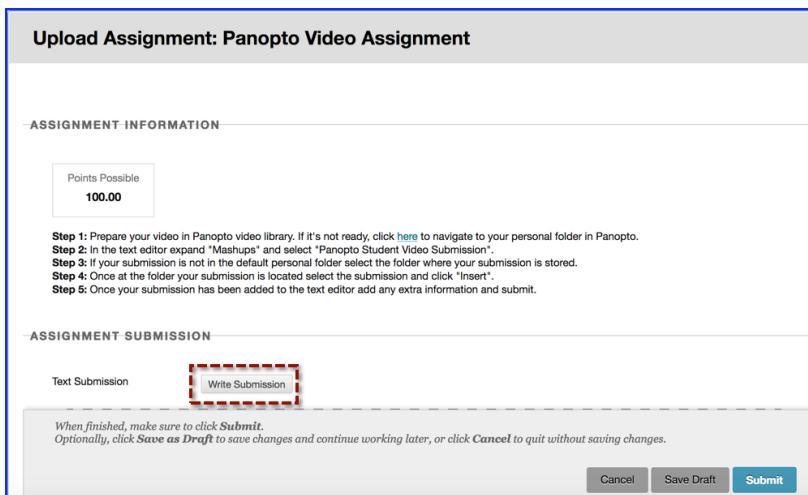 Upload Assignment: Panopto Video Assignment
ASSIGNMENT INFORMATION
Points Possible
100.00
Step 1: Prepare your video in Panopto video library. If it's not ready, click here to navigate to your personal folder in Panopto.
Step 2: In the text editor expand "Mashups" and select "Panopto Student Video Submission".
Step 3: If your submission is not in the default personal folder select the folder where your submission is stored.
Step 4: Once at the folder your submission is located select the submission and click "Insert".
Step 5: Once your submission has been added to the text editor add any extra information and submit.
ASSIGNMENT SUBMISSION
Text Submission Write Submission
When finished, make sure to click Submit.
Optionally, click Save as Draft to save changes and continue working later, or click Cancel to quit without saving changes.
Cancel Save Draft Submit